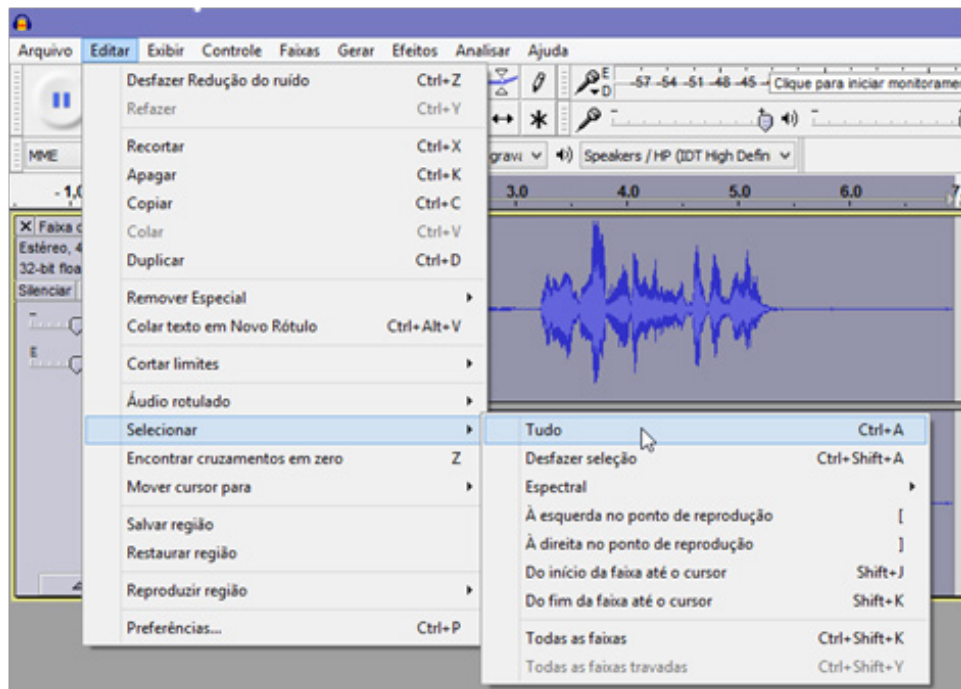 Arquivo Editar Exibir Controle Faixas Gerar Efeitos Analisar Ajuda
Desfazer Redução do ruído Ctrl+Z
Refazer Ctrl+Y
Recortar Ctrl+X
Apagar Ctrl+K
Copiar Ctrl+C
Colar Ctrl+V
Duplicar Ctrl+D
Remover Especial
Colar texto em Novo Rótulo Ctrl+Alt+V
Cortar limites
Áudio rotulado
Selecionar
Encontrar cruzamentos em zero Z
Mover cursor para
Salvar região
Restaurar região
Reproduzir região
Preferências... Ctrl+P
E
D
-57 -54 -51 -48 -45 Clique para iniciar monitorame
MME
grava
Speakers / HP (IDT High Defin
-1,0
3.0 4.0 5.0 6.0 7
X Faixa d
Estéreo, 4
32-bit floa
Silenciar
E
Tudo Ctrl+A
Desfazer seleção Ctrl+Shift+A
Espectral
À esquerda no ponto de reprodução [
À direita no ponto de reprodução ]
Do início da faixa até o cursor Shift+J
Do fim da faixa até o cursor Shift+K
Todas as faixas Ctrl+Shift+K
Todas as faixas travadas Ctrl+Shift+Y